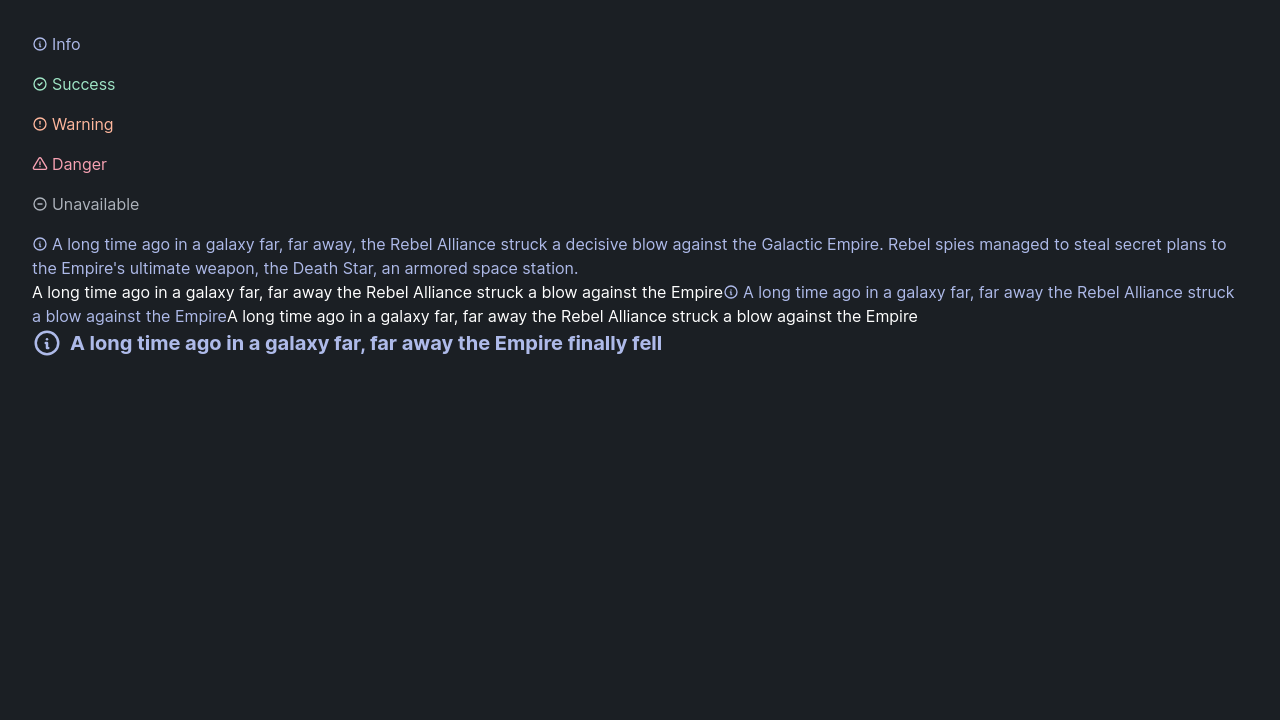 Info
Success
Warning
Danger
Unavailable
A long time ago in a galaxy far, far away, the Rebel Alliance struck a decisive blow against the Galactic Empire. Rebel spies managed to steal secret plans to
the Empire's ultimate weapon, the Death Star, an armored space station.
A long time ago in a galaxy far, far away the Rebel Alliance struck a blow against the Empire A long time ago in a galaxy far, far away the Rebel Alliance struck
a blow against the EmpireA long time ago in a galaxy far, far away the Rebel Alliance struck a blow against the Empire
A long time ago in a galaxy far, far away the Empire finally fell